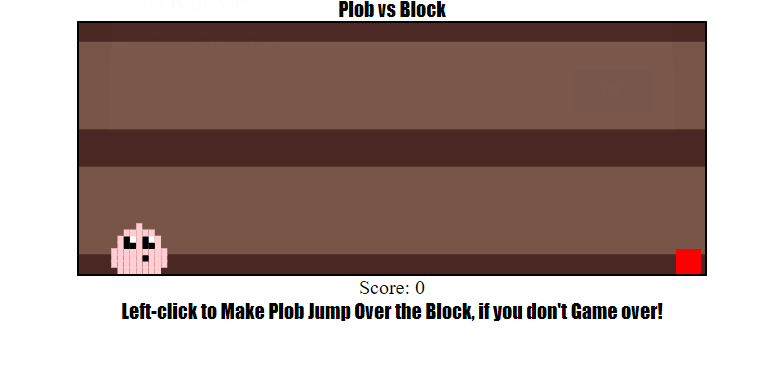 Plob vs Block
Score: 0
Left-click to Make Plob Jump Over the Block, if you don't Game over!